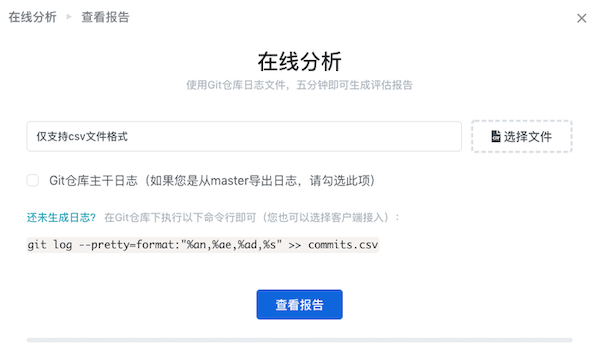 在线分析 ▸ 查看报告
在线分析
使用Git仓库日志文件，五分钟即可生成评估报告
仅支持csv文件格式
选择文件
Git仓库主干日志（如果您是从master导出日志，请勾选此项）
还未生成日志？ 在Git仓库下执行以下命令行即可（您也可以选择客户端接入）：
git log --pretty=format:"%an,%ae,%ad,%s" >> commits.csv
查看报告